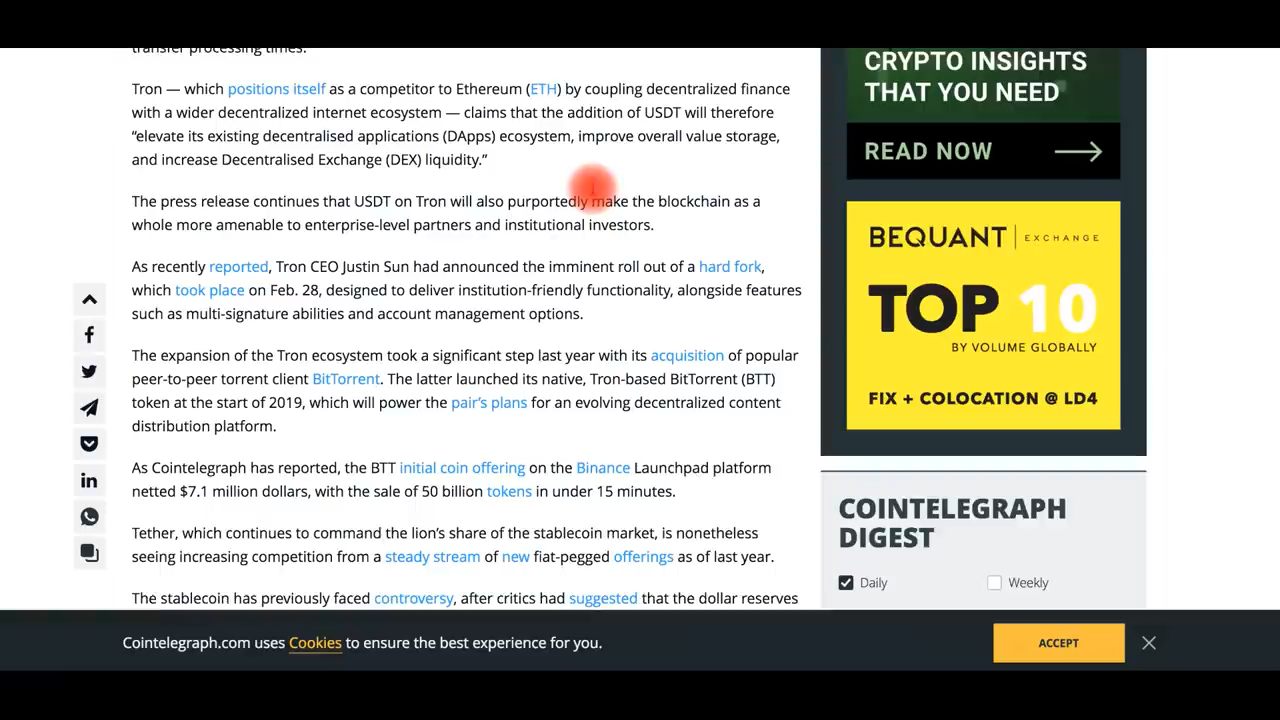 transfer processing times.
Tron — which positions itself as a competitor to Ethereum (ETH) by coupling decentralized finance
with a wider decentralized internet ecosystem — claims that the addition of USDT will therefore
“elevate its existing decentralised applications (DApps) ecosystem, improve overall value storage,
and increase Decentralised Exchange (DEX) liquidity.”
The press release continues that USDT on Tron will also purportedly make the blockchain as a
whole more amenable to enterprise-level partners and institutional investors.
As recently reported, Tron CEO Justin Sun had announced the imminent roll out of a hard fork,
which took place on Feb. 28, designed to deliver institution-friendly functionality, alongside features
such as multi-signature abilities and account management options.
The expansion of the Tron ecosystem took a significant step last year with its acquisition of popular
peer-to-peer torrent client BitTorrent. The latter launched its native, Tron-based BitTorrent (BTT)
token at the start of 2019, which will power the pair’s plans for an evolving decentralized content
distribution platform.
As Cointelegraph has reported, the BTT initial coin offering on the Binance Launchpad platform
netted $7.1 million dollars, with the sale of 50 billion tokens in under 15 minutes.
Tether, which continues to command the lion’s share of the stablecoin market, is nonetheless
seeing increasing competition from a steady stream of new fiat-pegged offerings as of last year.
The stablecoin has previously faced controversy, after critics had suggested that the dollar reserves
CRYPTO INSIGHTS
THAT YOU NEED
READ NOW
BEQUANT | EXCHANGE
TOP 10
BY VOLUME GLOBALLY
FIX + COLOCATION @ LD4
COINTELEGRAPH
DIGEST
Daily
Weekly
Cointelegraph.com uses Cookies to ensure the best experience for you.
ACCEPT